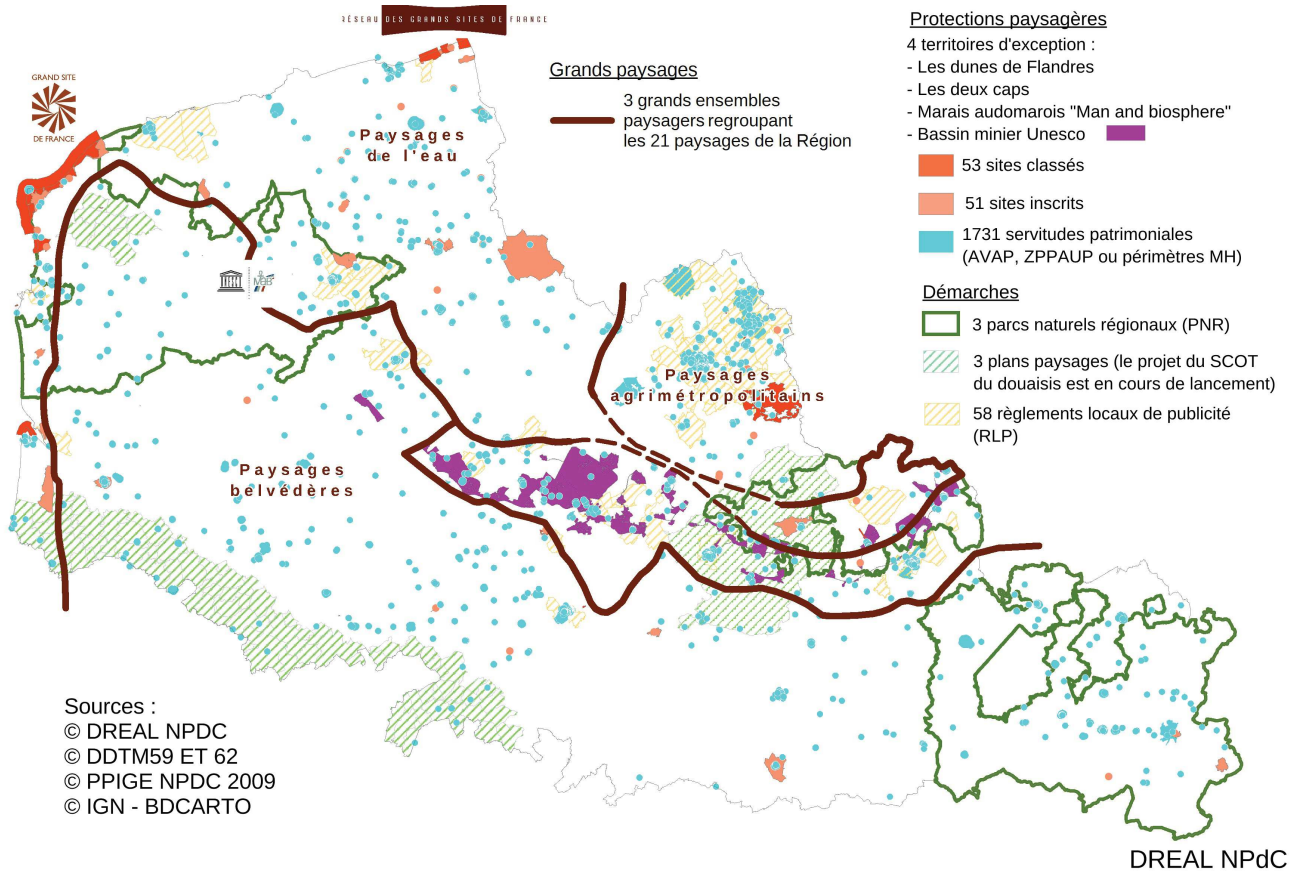 RÉSEAU DES GRANDS SITES DE FRANCE
GRAND SITE
DE FRANCE
Grands paysages
3 grands ensembles
paysagers regroupant
les 21 paysages de la Région
Protections paysagères
4 territoires d'exception :
- Les dunes de Flandres
- Les deux caps
- Marais audomarois "Man and biosphere"
- Bassin minier Unesco
53 sites classés
51 sites inscrits
1731 servitudes patrimoniales
(AVAP, ZPPAUP ou périmètres MH)
Démarches
3 parcs naturels régionaux (PNR)
3 plans paysages (le projet du SCOT
du douaisis est en cours de lancement)
58 règlements locaux de publicité
(RLP)
Paysages
de l'eau
MaB
Paysages
agrimétropolitains
Paysages
belvédères
Sources :
© DREAL NPDC
© DDTM59 ET 62
© PPIGE NPDC 2009
© IGN - BDCARTO
DREAL NPdC